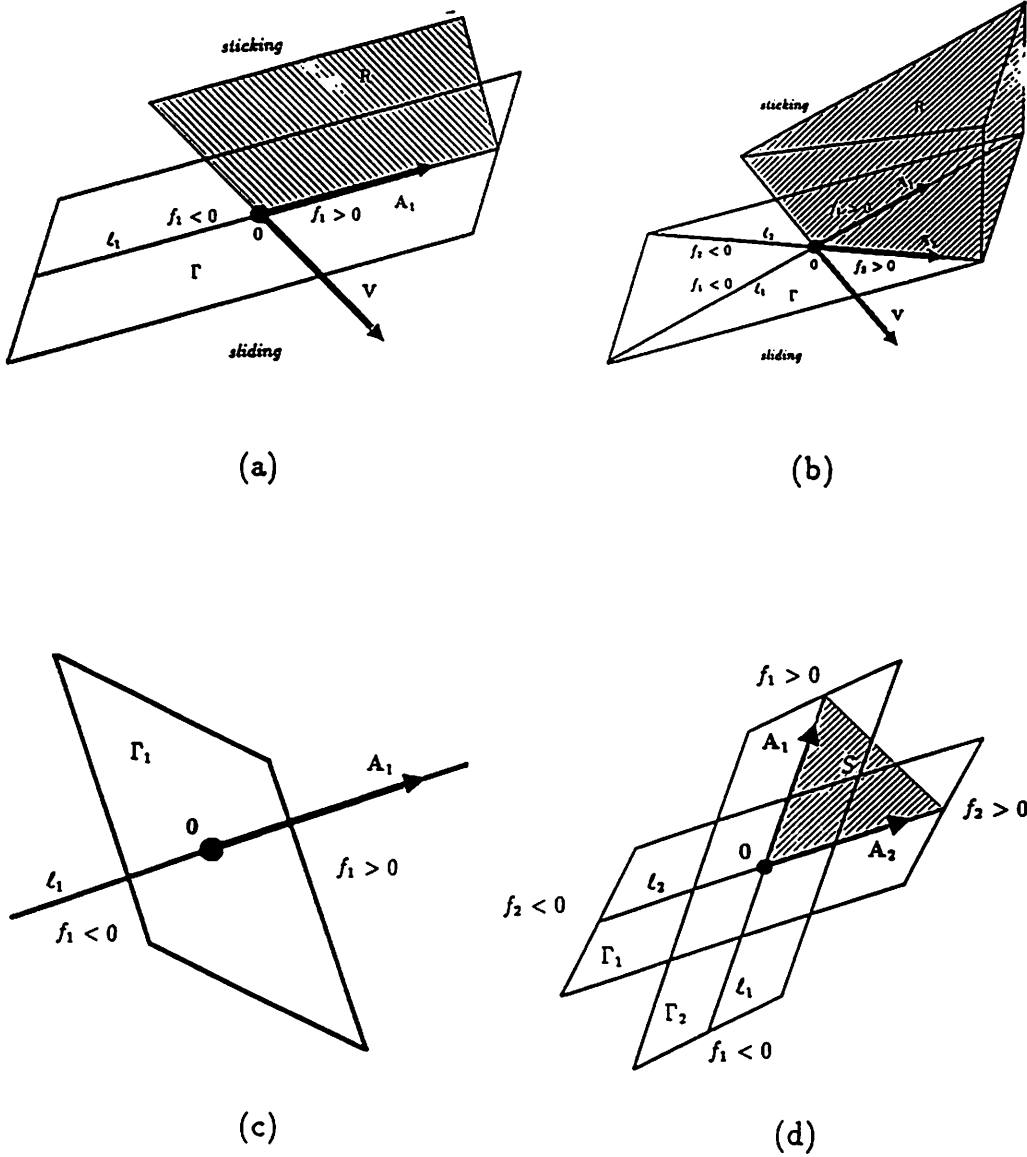 sticking
R
f₁ < 0
f₁ > 0
A₁
ℓ₁
0
Γ
V
sliding
(a)
sticking
R
A₁
ℓ₂
f₂ < 0
0
f₂ > 0
f₁ < 0
ℓ₁
Γ
V
sliding
(b)
Γ₁
A₁
0
f₁ > 0
ℓ₁
f₁ < 0
(c)
f₁ > 0
A₁
S
f₂ > 0
0
A₂
ℓ₂
f₂ < 0
Γ₁
ℓ₁
Γ₂
f₁ < 0
(d)